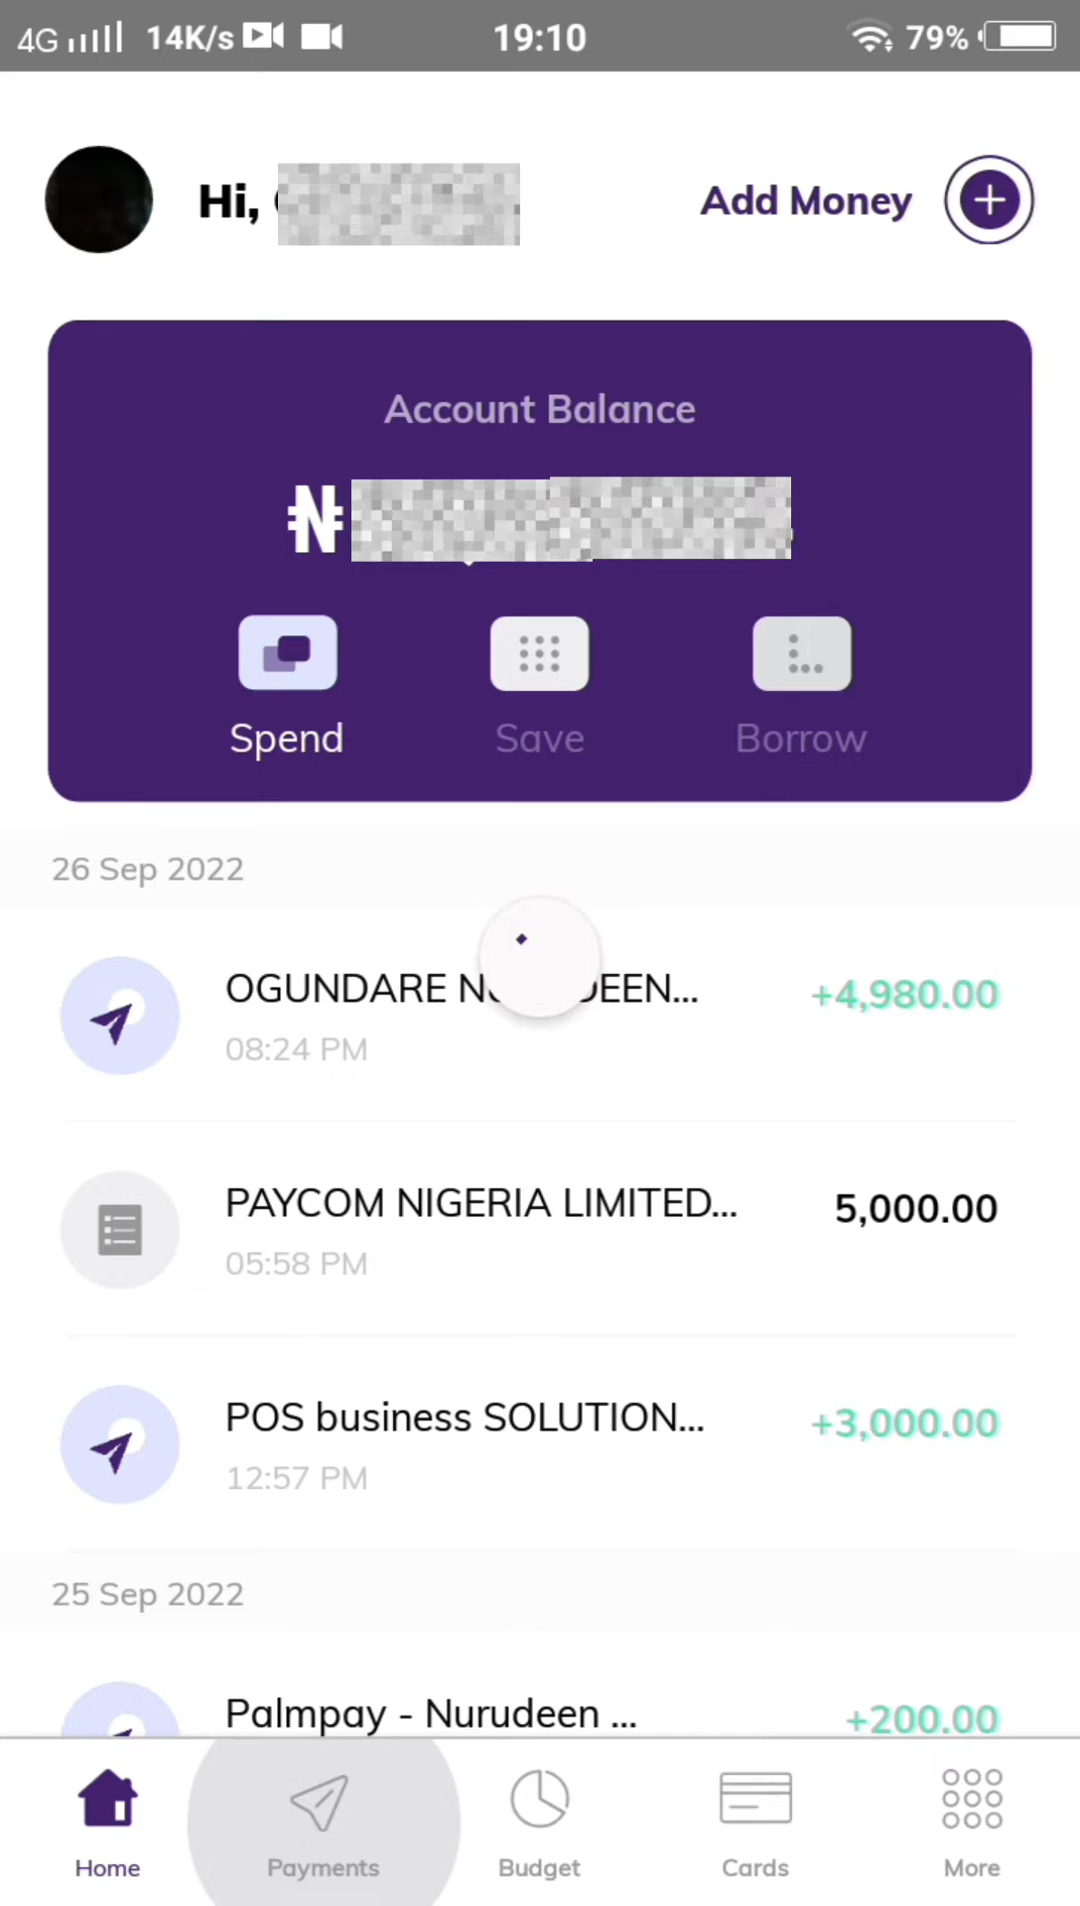 4G 14K/s 19:10 79%
Hi, Add Money
Account Balance
₦
Spend Save Borrow
26 Sep 2022
OGUNDARE +4,980.00
08:24 PM
PAYCOM NIGERIA LIMITED... 5,000.00
05:58 PM
POS business SOLUTION... +3,000.00
12:57 PM
25 Sep 2022
Palmpay - Nurudeen ... +200.00
Home Payments Budget Cards More